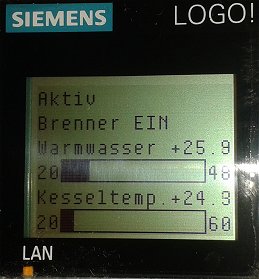 SIEMENS LOGO!
Aktiv
Brenner EIN
Warmwasser +25.9
20 48
Kesseltemp.+24.9
20 60
LAN